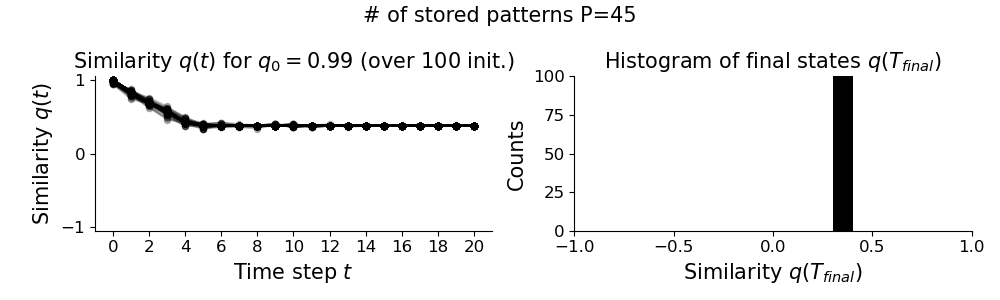 # of stored patterns P=45
Similarity q(t) for q₀ = 0.99 (over 100 init.)
Similarity q(t)
1
0
−1
0 2 4 6 8 10 12 14 16 18 20
Time step t
Histogram of final states q(T_final)
Counts
100
75
50
25
0
−1.0 −0.5 0.0 0.5 1.0
Similarity q(T_final)